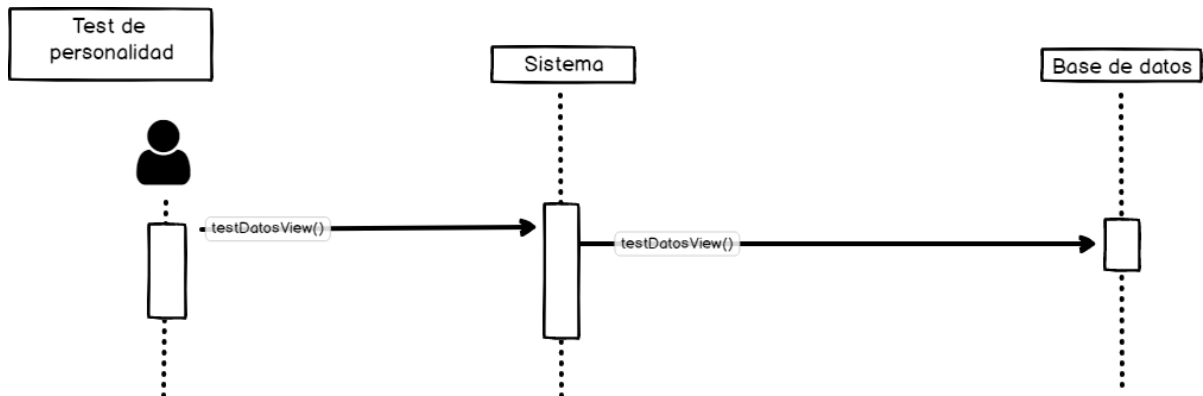 Test de
personalidad
Sistema
Base de datos
testDatosView()
testDatosView()